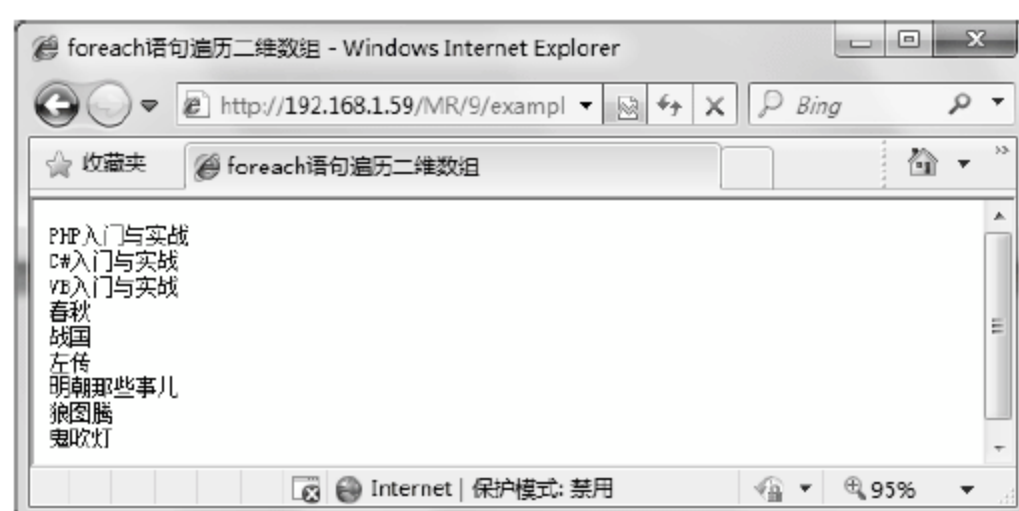 foreach语句遍历二维数组 - Windows Internet Explorer
http://192.168.1.59/MR/9/exampl
Bing
收藏夹
foreach语句遍历二维数组
PHP入门与实战
C#入门与实战
VB入门与实战
春秋
战国
左传
明朝那些事儿
狼图腾
鬼吹灯
Internet | 保护模式: 禁用
95%